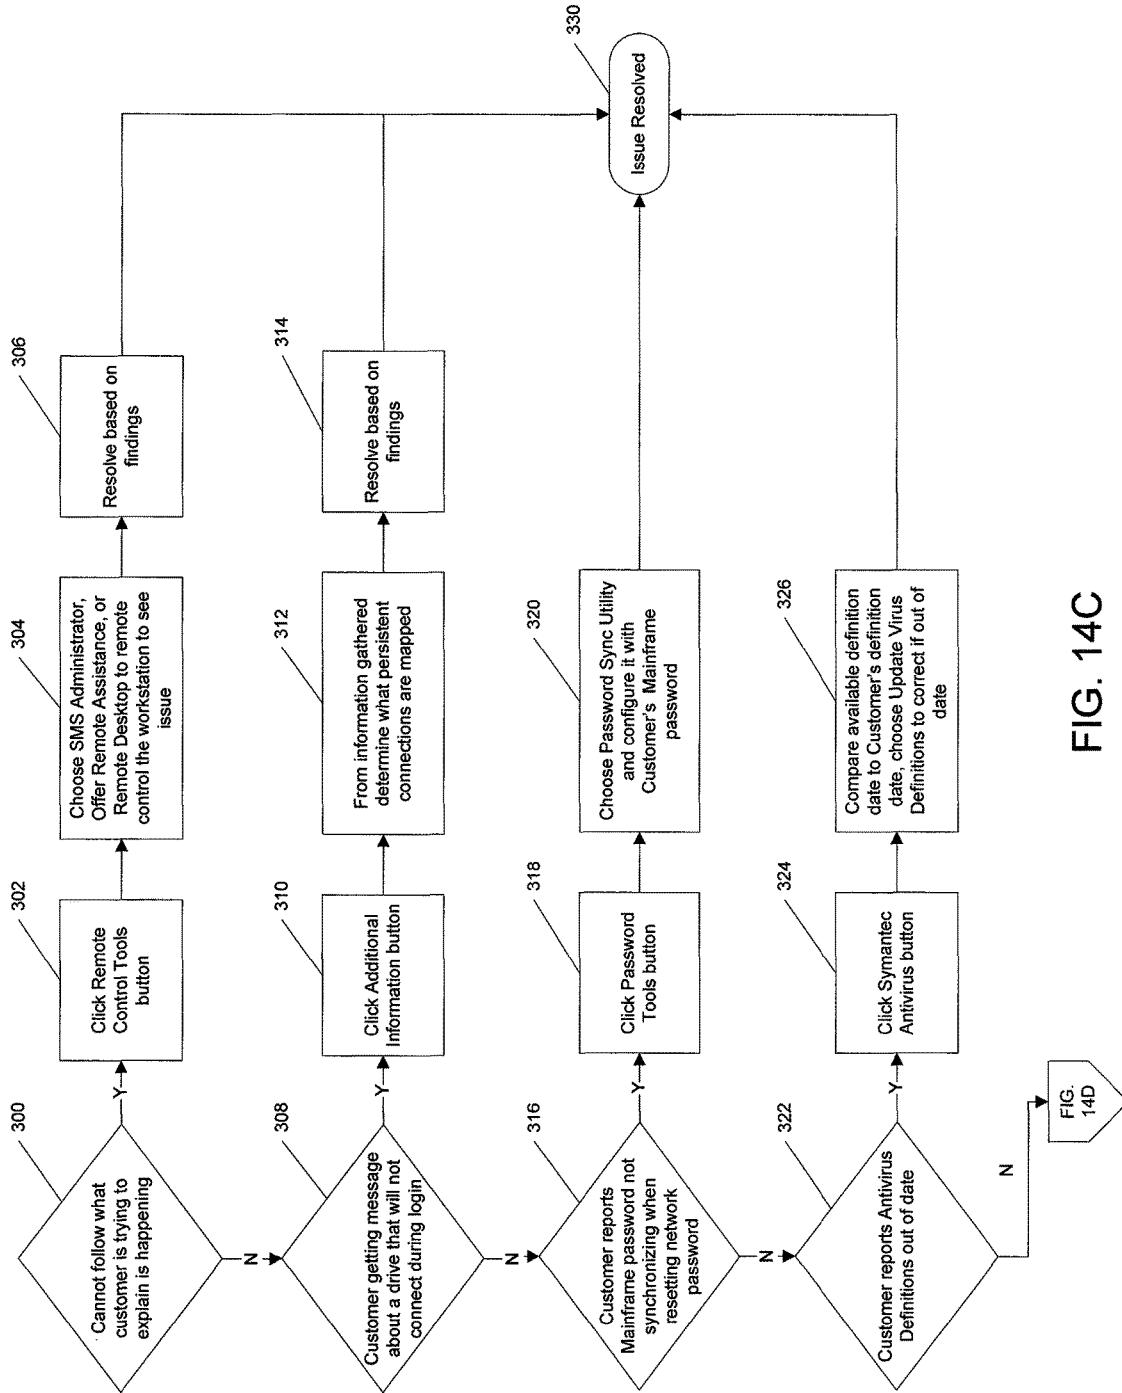 300
Cannot follow what
customer is trying to
explain is happening
Y
302
Click Remote
Control Tools
button
304
Choose SMS Administrator,
Offer Remote Assistance, or
Remote Desktop to remote
control the workstation to see
issue
306
Resolve based on
findings
N
308
Customer getting message
about a drive that will not
connect during login
Y
310
Click Additional
Information button
312
From information gathered
determine what persistent
connections are mapped
314
Resolve based on
findings
N
316
Customer reports
Mainframe password not
synchronizing when
resetting network
password
Y
318
Click Password
Tools button
320
Choose Password Sync Utility
and configure it with
Customer's Mainframe
password
330
Issue Resolved
N
322
Customer reports Antivirus
Definitions out of date
Y
324
Click Symantec
Antivirus button
326
Compare available definition
date to Customer's definition
date, choose Update Virus
Definitions to correct if out of
date
N
FIG.
14D
FIG. 14C